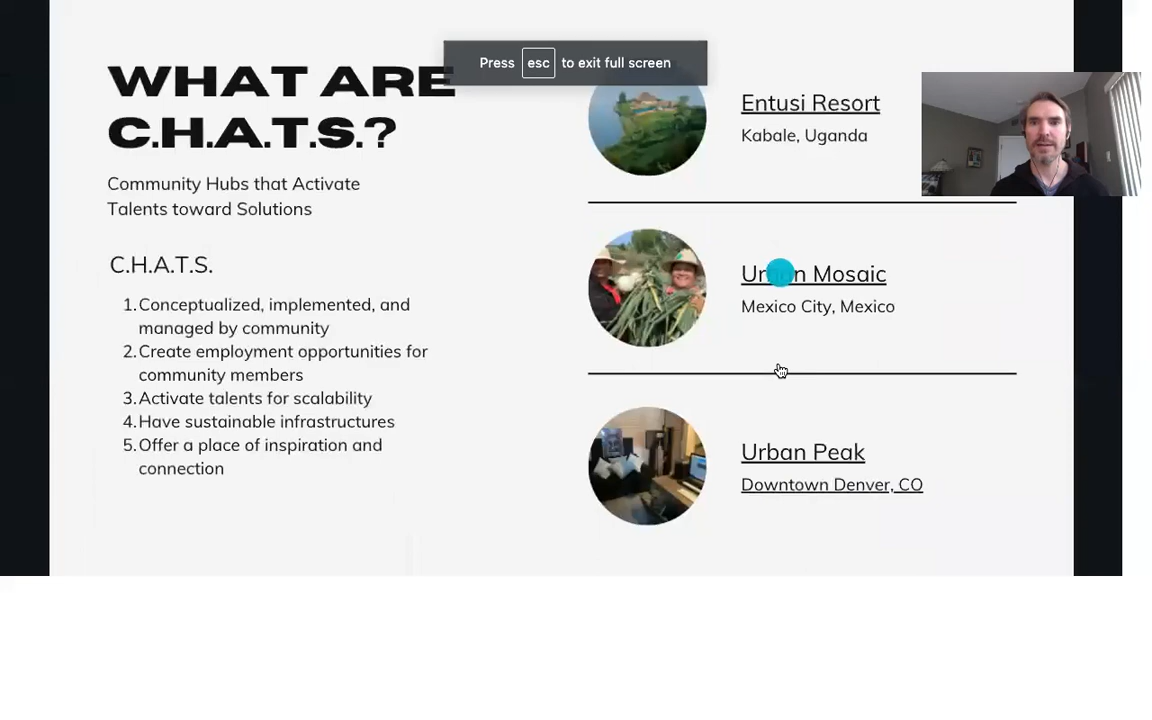 WHAT ARE
C.H.A.T.S.?
Community Hubs that Activate
Talents toward Solutions
C.H.A.T.S.
1. Conceptualized, implemented, and
managed by community
2. Create employment opportunities for
community members
3. Activate talents for scalability
4. Have sustainable infrastructures
5. Offer a place of inspiration and
connection
Press esc to exit full screen
Entusi Resort
Kabale, Uganda
Urban Mosaic
Mexico City, Mexico
Urban Peak
Downtown Denver, CO